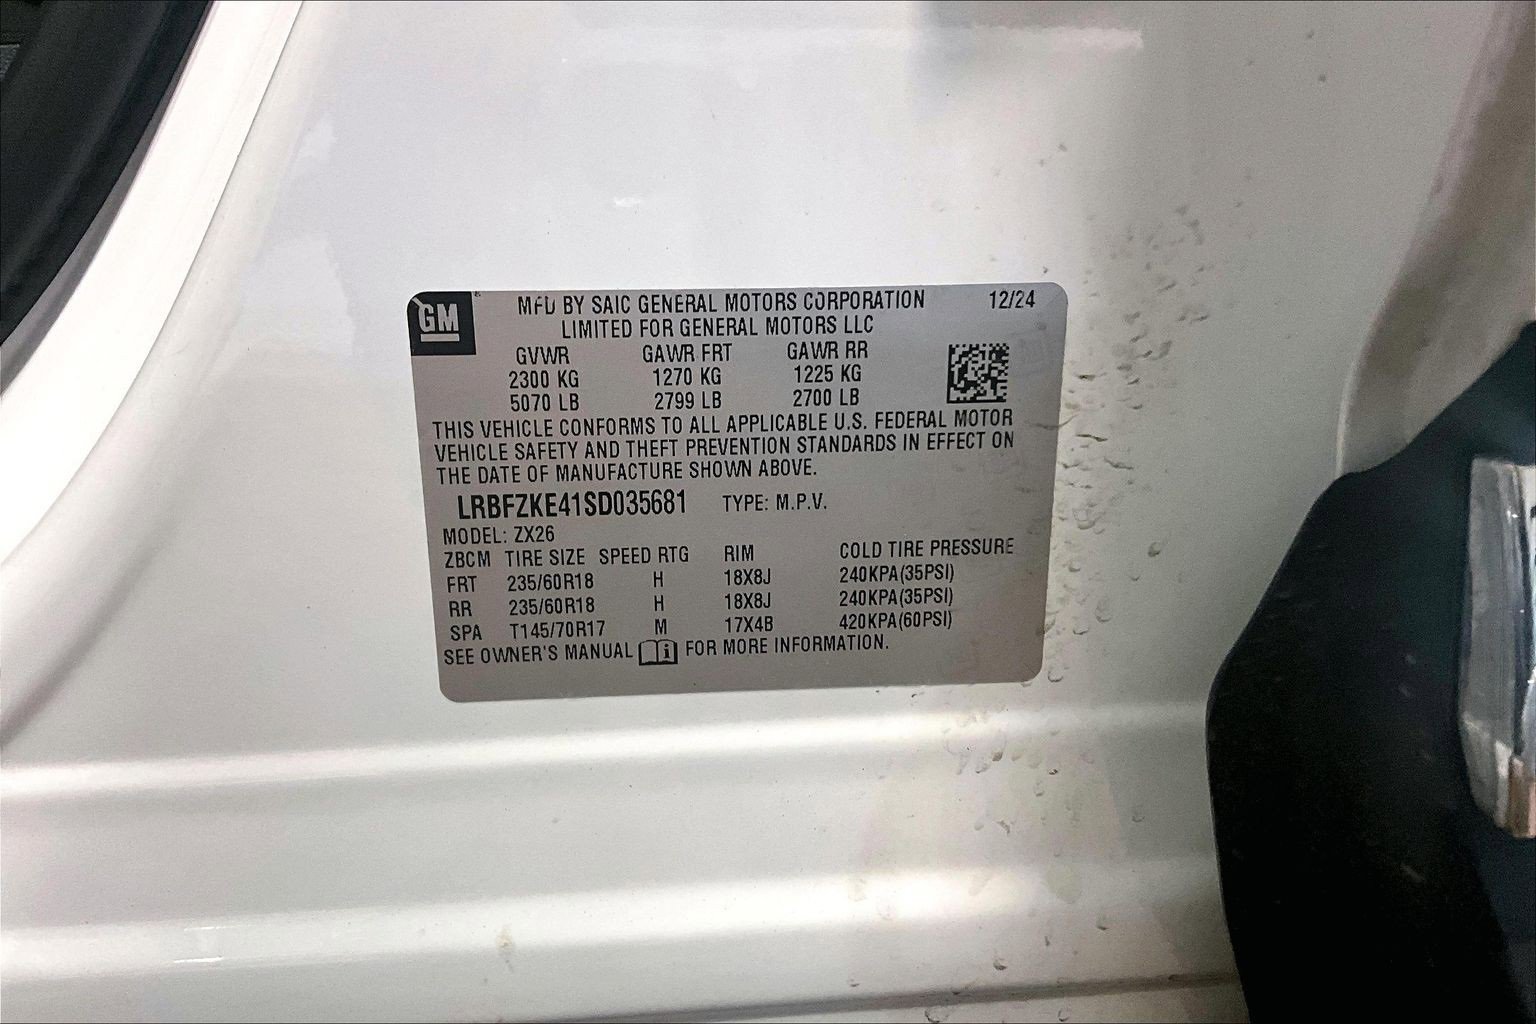 GM
MFD BY SAIC GENERAL MOTORS CORPORATION 12/24
LIMITED FOR GENERAL MOTORS LLC
GVWR GAWR FRT GAWR RR
2300 KG 1270 KG 1225 KG
5070 LB 2799 LB 2700 LB
THIS VEHICLE CONFORMS TO ALL APPLICABLE U.S. FEDERAL MOTOR
VEHICLE SAFETY AND THEFT PREVENTION STANDARDS IN EFFECT ON
THE DATE OF MANUFACTURE SHOWN ABOVE.
LRBFZKE41SD035681 TYPE: M.P.V.
MODEL: ZX26
ZBCM TIRE SIZE SPEED RTG RIM COLD TIRE PRESSURE
FRT 235/60R18 H 18X8J 240KPA(35PSI)
RR 235/60R18 H 18X8J 240KPA(35PSI)
SPA T145/70R17 M 17X4B 420KPA(60PSI)
SEE OWNER'S MANUAL i FOR MORE INFORMATION.